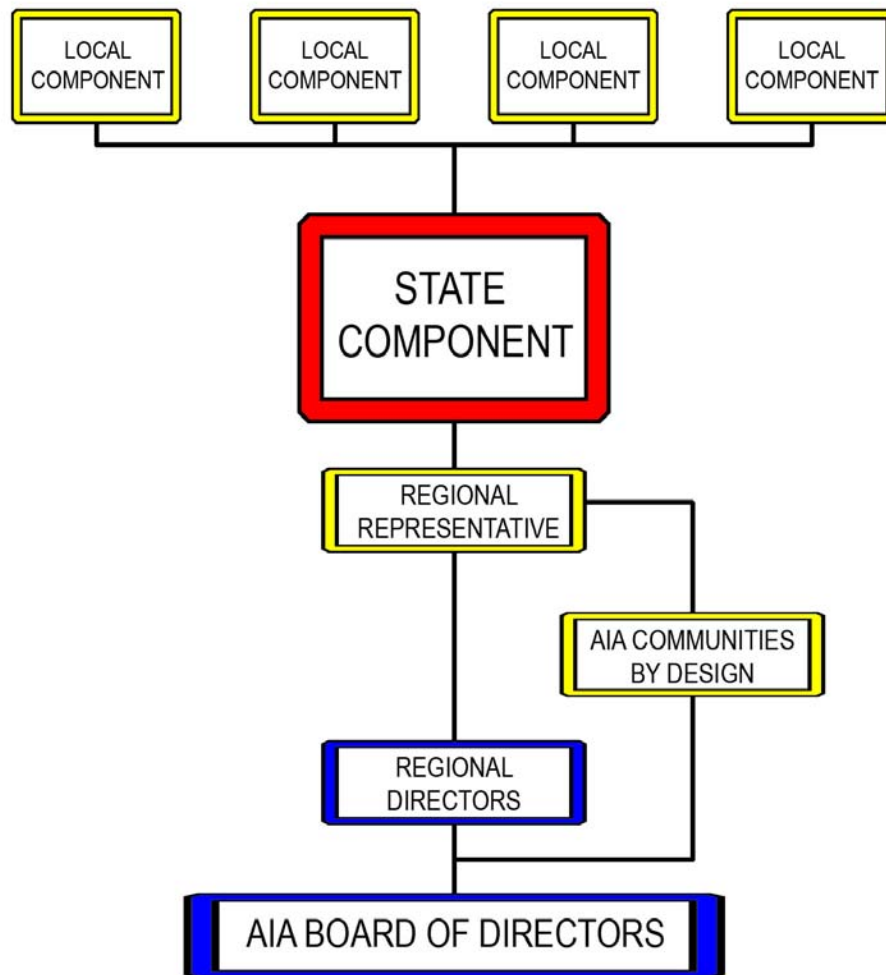 LOCAL
COMPONENT
LOCAL
COMPONENT
LOCAL
COMPONENT
LOCAL
COMPONENT
STATE
COMPONENT
REGIONAL
REPRESENTATIVE
AIA COMMUNITIES
BY DESIGN
REGIONAL
DIRECTORS
AIA BOARD OF DIRECTORS